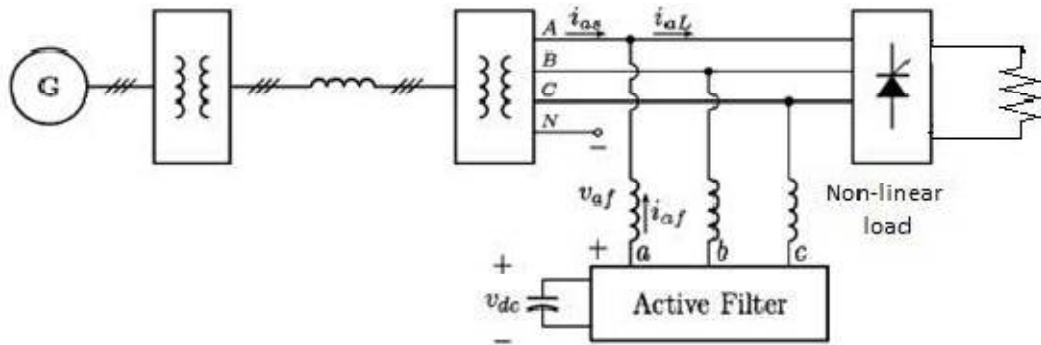 G
A
i_as
i_aL
B
C
N
−
v_af
i_af
Non-linear
load
+
a
b
c
+
v_dc
−
Active Filter